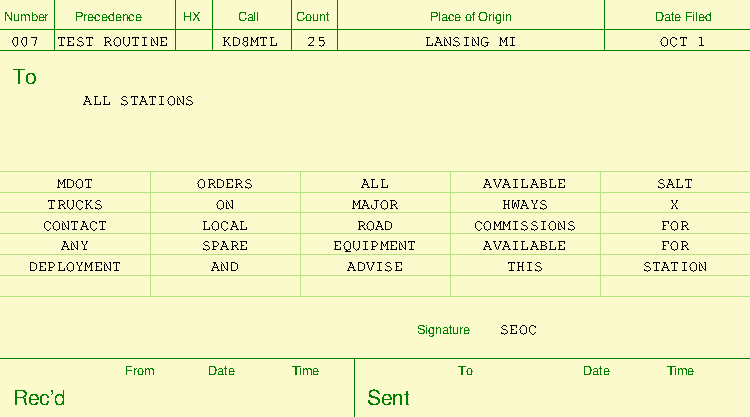 Number Precedence HX Call Count Place of Origin Date Filed
007 TEST ROUTINE KD8MTL 25 LANSING MI OCT 1
To
ALL STATIONS
MDOT ORDERS ALL AVAILABLE SALT
TRUCKS ON MAJOR HWAYS X
CONTACT LOCAL ROAD COMMISSIONS FOR
ANY SPARE EQUIPMENT AVAILABLE FOR
DEPLOYMENT AND ADVISE THIS STATION
Signature SEOC
From Date Time To Date Time
Rec'd Sent